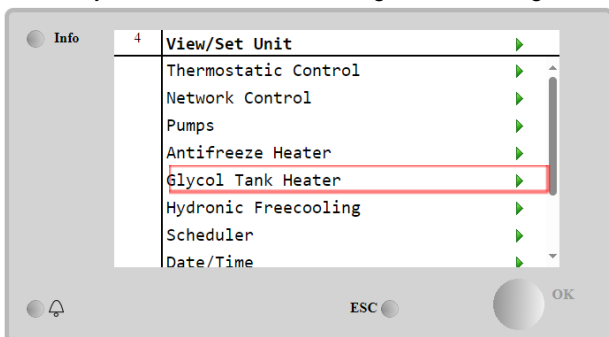 Info
4 View/Set Unit
Thermostatic Control
Network Control
Pumps
Antifreeze Heater
Glycol Tank Heater
Hydronic Freecooling
Scheduler
Date/Time
ESC
OK